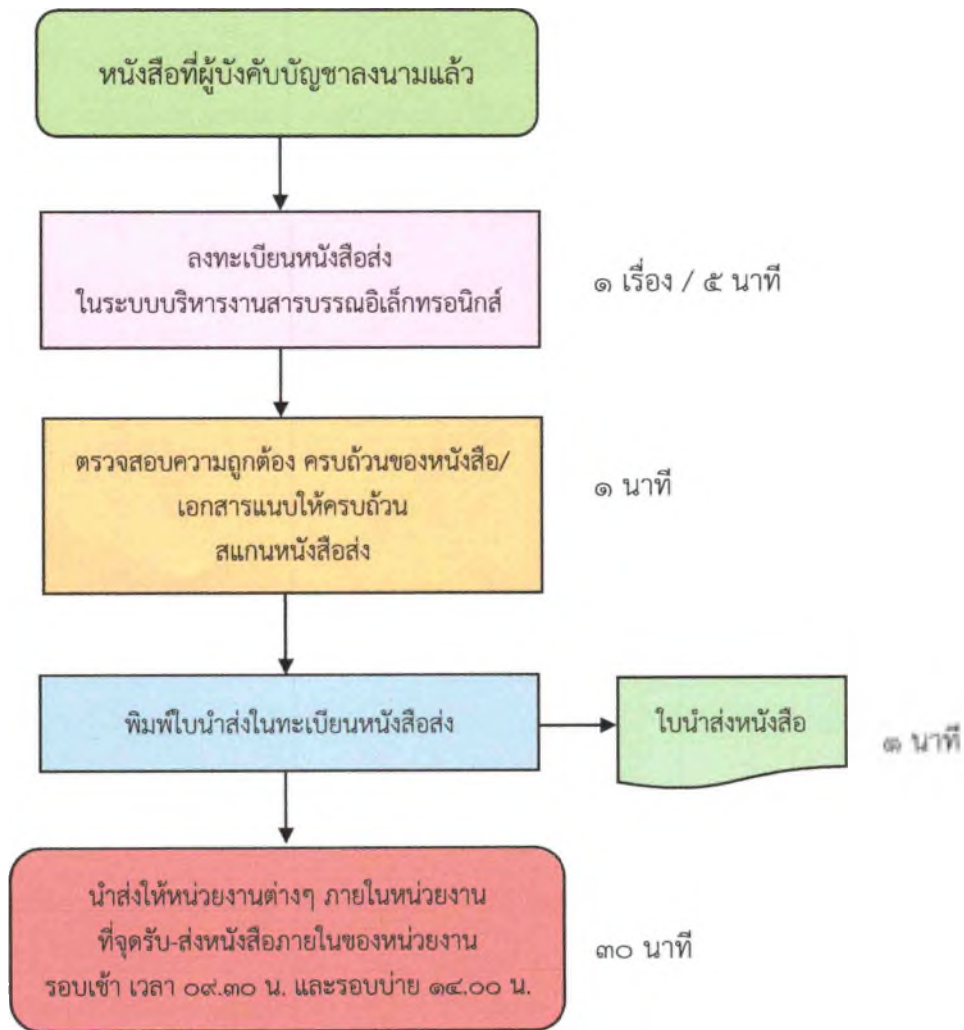 หนังสือที่ผู้บังคับบัญชาลงนามแล้ว
ลงทะเบียนหนังสือส่ง
ในระบบบริหารงานสารบรรณอิเล็กทรอนิกส์
๑ เรื่อง / ๕ นาที
ตรวจสอบความถูกต้อง ครบถ้วนของหนังสือ/
เอกสารแนบให้ครบถ้วน
สแกนหนังสือส่ง
๑ นาที
พิมพ์ใบนำส่งในทะเบียนหนังสือส่ง
ใบนำส่งหนังสือ
๓ นาที
นำส่งให้หน่วยงานต่างๆ ภายในหน่วยงาน
ที่จุดรับ-ส่งหนังสือภายในของหน่วยงาน
รอบเช้า เวลา ๐๙.๓๐ น. และรอบบ่าย ๑๔.๐๐ น.
๓๐ นาที